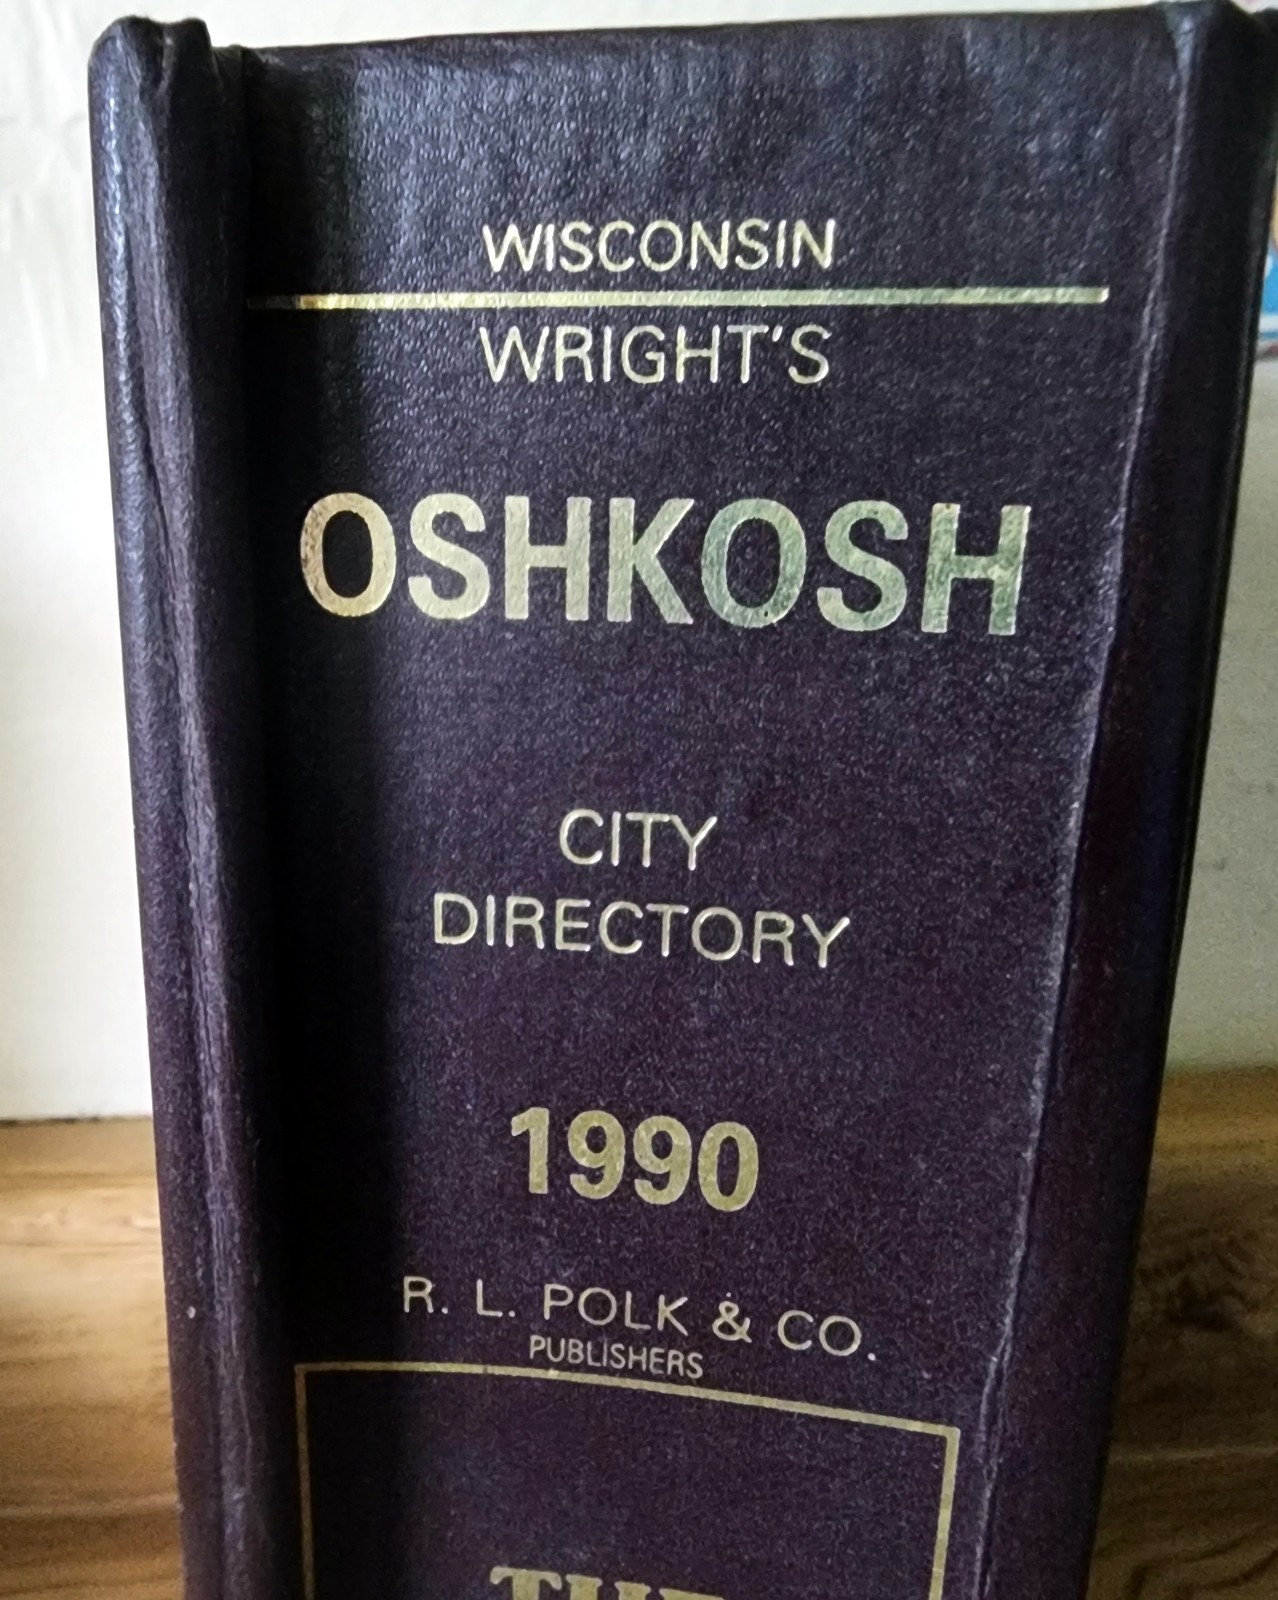 WISCONSIN
WRIGHT'S
OSHKOSH
CITY
DIRECTORY
1990
R. L. POLK & CO.
PUBLISHERS